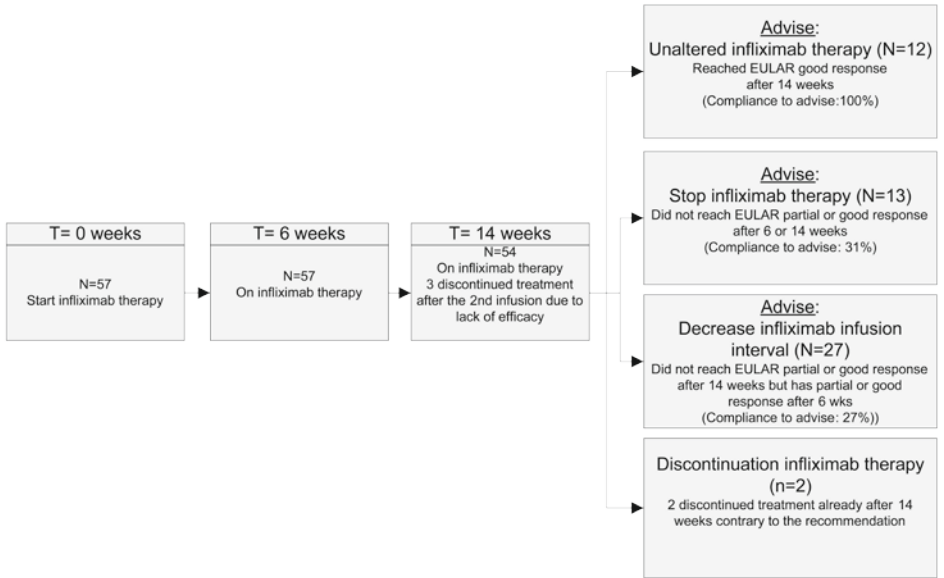 T= 0 weeks
N=57
Start infliximab therapy
T= 6 weeks
N=57
On infliximab therapy
T= 14 weeks
N=54
On infliximab therapy
3 discontinued treatment
after the 2nd infusion due to
lack of efficacy
Advise:
Unaltered infliximab therapy (N=12)
Reached EULAR good response
after 14 weeks
(Compliance to advise:100%)
Advise:
Stop infliximab therapy (N=13)
Did not reach EULAR partial or good response
after 6 or 14 weeks
(Compliance to advise: 31%)
Advise:
Decrease infliximab infusion
interval (N=27)
Did not reach EULAR partial or good response
after 14 weeks but has partial or good
response after 6 wks
(Compliance to advise: 27%))
Discontinuation infliximab therapy
(n=2)
2 discontinued treatment already after 14
weeks contrary to the recommendation